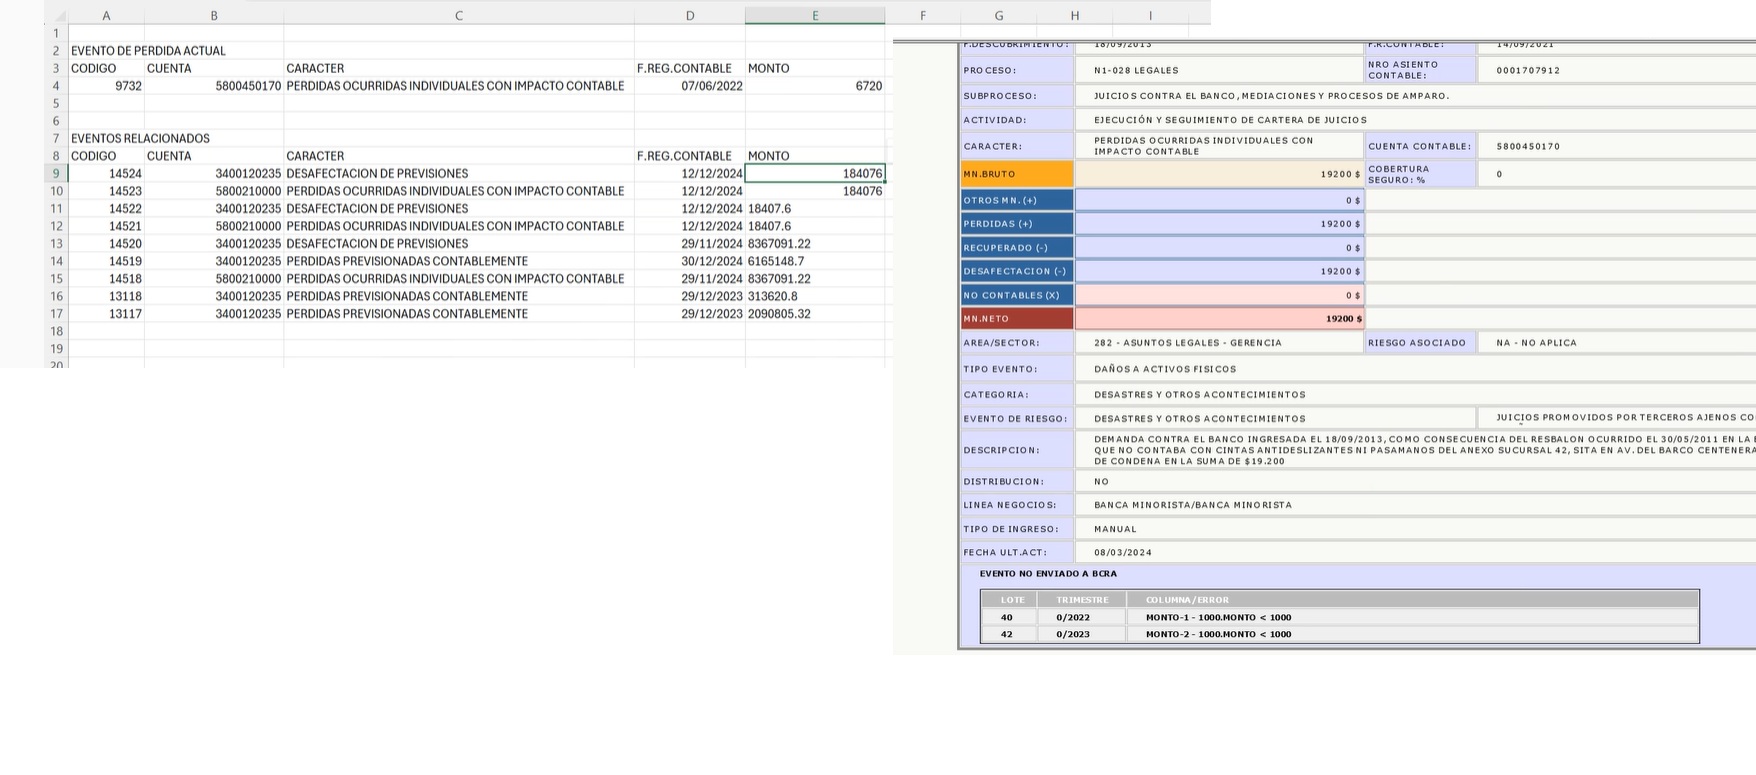 A B C D E F G H I
1
2 EVENTO DE PERDIDA ACTUAL
3 CODIGO CUENTA CARACTER F.REG.CONTABLE MONTO
4 9732 5800450170 PERDIDAS OCURRIDAS INDIVIDUALES CON IMPACTO CONTABLE 07/06/2022 6720
5
6
7 EVENTOS RELACIONADOS
8 CODIGO CUENTA CARACTER F.REG.CONTABLE MONTO
9 14524 3400120235 DESAFECTACION DE PREVISIONES 12/12/2024 184076
10 14523 5800210000 PERDIDAS OCURRIDAS INDIVIDUALES CON IMPACTO CONTABLE 12/12/2024 184076
11 14522 3400120235 DESAFECTACION DE PREVISIONES 12/12/2024 18407.6
12 14521 5800210000 PERDIDAS OCURRIDAS INDIVIDUALES CON IMPACTO CONTABLE 12/12/2024 18407.6
13 14520 3400120235 DESAFECTACION DE PREVISIONES 29/11/2024 8367091.22
14 14519 3400120235 PERDIDAS PREVISIONADAS CONTABLEMENTE 30/12/2024 6165148.7
15 14518 5800210000 PERDIDAS OCURRIDAS INDIVIDUALES CON IMPACTO CONTABLE 29/11/2024 8367091.22
16 13118 3400120235 PERDIDAS PREVISIONADAS CONTABLEMENTE 29/12/2023 313620.8
17 13117 3400120235 PERDIDAS PREVISIONADAS CONTABLEMENTE 29/12/2023 2090805.32
18
19
20
F.DESCUBRIMIENTO: 18/09/2013 F.R.CONTABLE: 14/09/2021
PROCESO: N1-028 LEGALES NRO ASIENTO CONTABLE: 0001707912
SUBPROCESO: JUICIOS CONTRA EL BANCO, MEDIACIONES Y PROCESOS DE AMPARO.
ACTIVIDAD: EJECUCIÓN Y SEGUIMIENTO DE CARTERA DE JUICIOS
CARACTER: PERDIDAS OCURRIDAS INDIVIDUALES CON IMPACTO CONTABLE CUENTA CONTABLE: 5800450170
MN.BRUTO 19200 $ COBERTURA SEGURO: % 0
OTROS MN. (+) 0 $
PERDIDAS (+) 19200 $
RECUPERADO (-) 0 $
DESAFECTACION (-) 19200 $
NO CONTABLES (X) 0 $
MN.NETO 19200 $
AREA/SECTOR: 282 - ASUNTOS LEGALES - GERENCIA RIESGO ASOCIADO NA - NO APLICA
TIPO EVENTO: DAÑOS A ACTIVOS FISICOS
CATEGORIA: DESASTRES Y OTROS ACONTECIMIENTOS
EVENTO DE RIESGO: DESASTRES Y OTROS ACONTECIMIENTOS JUICIOS PROMOVIDOS POR TERCEROS AJENOS CO
DESCRIPCION: DEMANDA CONTRA EL BANCO INGRESADA EL 18/09/2013, COMO CONSECUENCIA DEL RESBALON OCURRIDO EL 30/05/2011 EN LA
QUE NO CONTABA CON CINTAS ANTIDESLIZANTES NI PASAMANOS DEL ANEXO SUCURSAL 42, SITA EN AV. DEL BARCO CENTENERA
DE CONDENA EN LA SUMA DE $19.200
DISTRIBUCION: NO
LINEA NEGOCIOS: BANCA MINORISTA/BANCA MINORISTA
TIPO DE INGRESO: MANUAL
FECHA ULT.ACT: 08/03/2024
EVENTO NO ENVIADO A BCRA
LOTE TRIMESTRE COLUMNA/ERROR
40 0/2022 MONTO-1 - 1000.MONTO < 1000
42 0/2023 MONTO-2 - 1000.MONTO < 1000